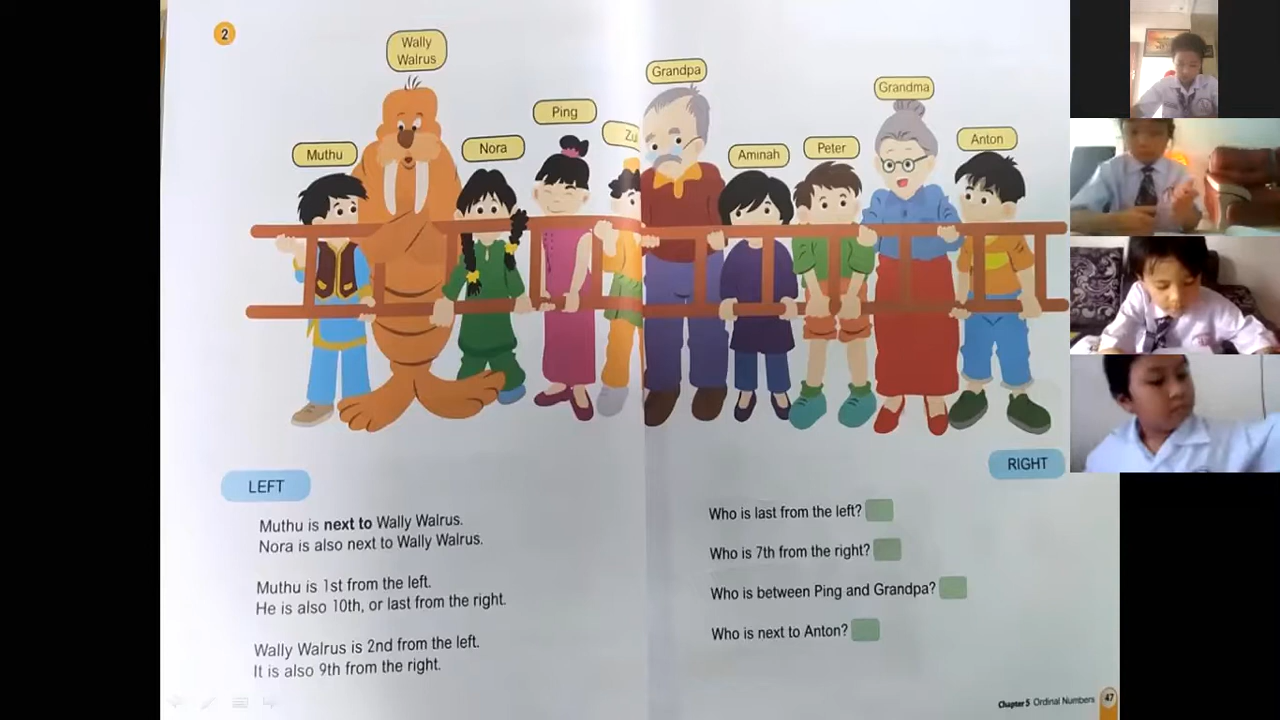 2
Wally
Walrus
Grandpa
Grandma
Ping
Zu
Anton
Muthu
Nora
Aminah
Peter
LEFT
RIGHT
Muthu is next to Wally Walrus.
Nora is also next to Wally Walrus.
Muthu is 1st from the left.
He is also 10th, or last from the right.
Wally Walrus is 2nd from the left.
It is also 9th from the right.
Who is last from the left?
Who is 7th from the right?
Who is between Ping and Grandpa?
Who is next to Anton?
Chapter 5 Ordinal Numbers 47